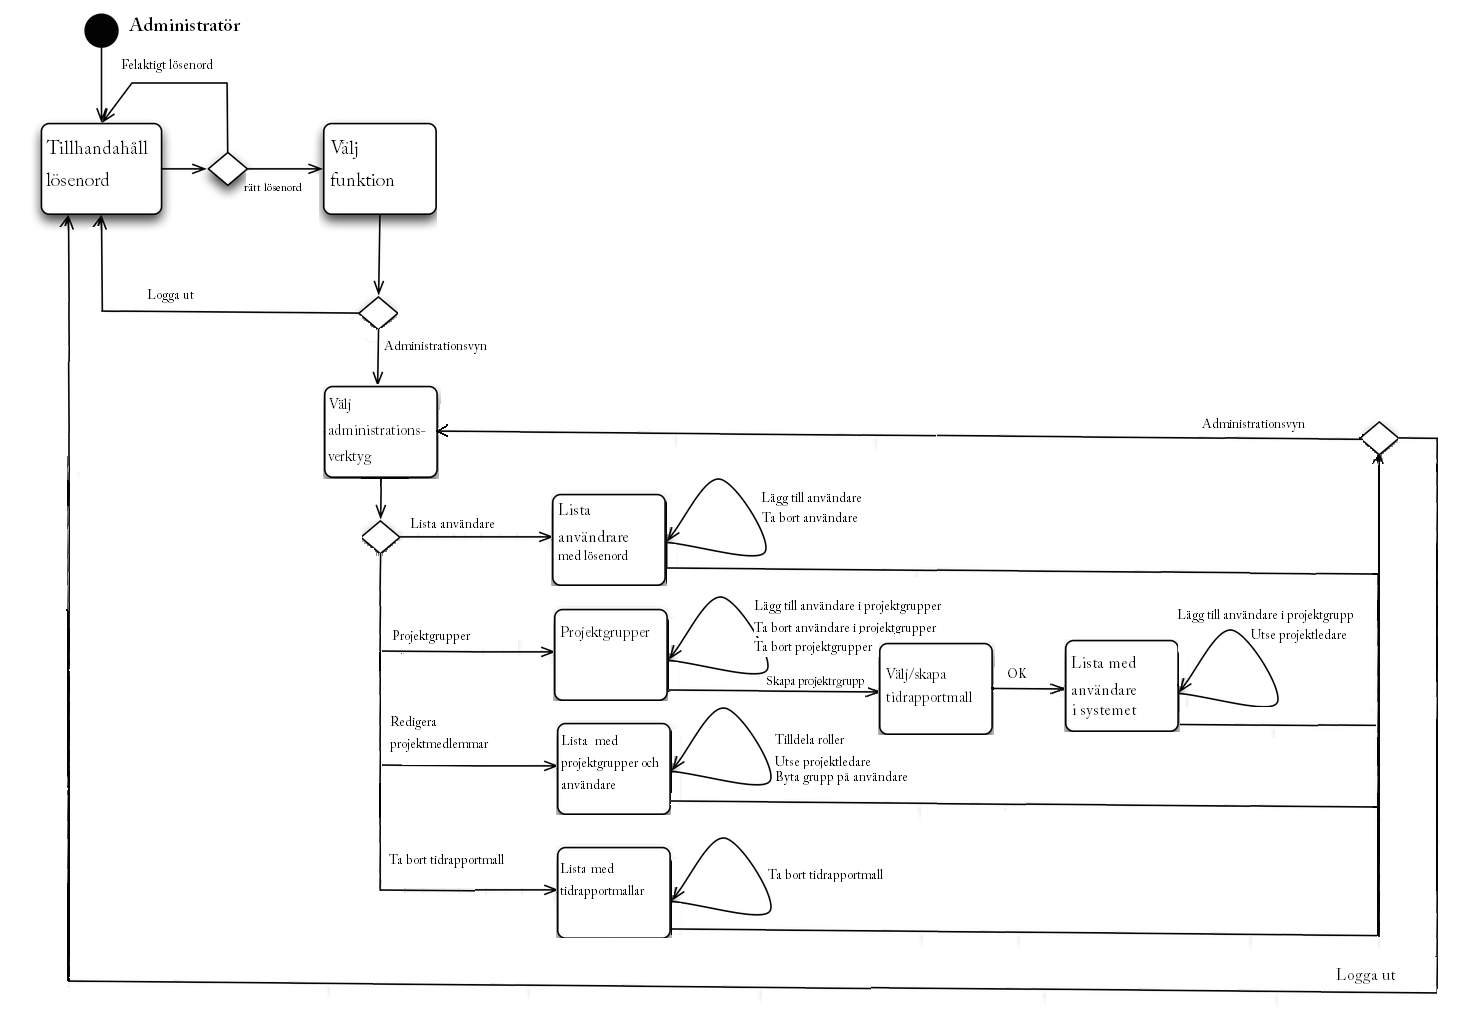 Administratör
Felaktigt lösenord
Tillhandahåll
lösenord
rätt lösenord
Välj
funktion
Logga ut
Administrationsvyn
Välj
administrations-
verktyg
Administrationsvyn
Lista användare
Lista
användrare
med lösenord
Lägg till användare
Ta bort användare
Projektgrupper
Projektgrupper
Lägg till användare i projektgrupper
Ta bort användare i projektgrupper
Ta bort projektgrupper
Skapa projektrgrupp
Välj/skapa
tidrapportmall
OK
Lista med
användare
i systemet
Lägg till användare i projektgrupp
Utse projektledare
Redigera
projektmedlemmar
Lista med
projektgrupper och
användare
Tilldela roller
Utse projektledare
Byta grupp på användare
Ta bort tidrapportmall
Lista med
tidrapportmallar
Ta bort tidrapportmall
Logga ut